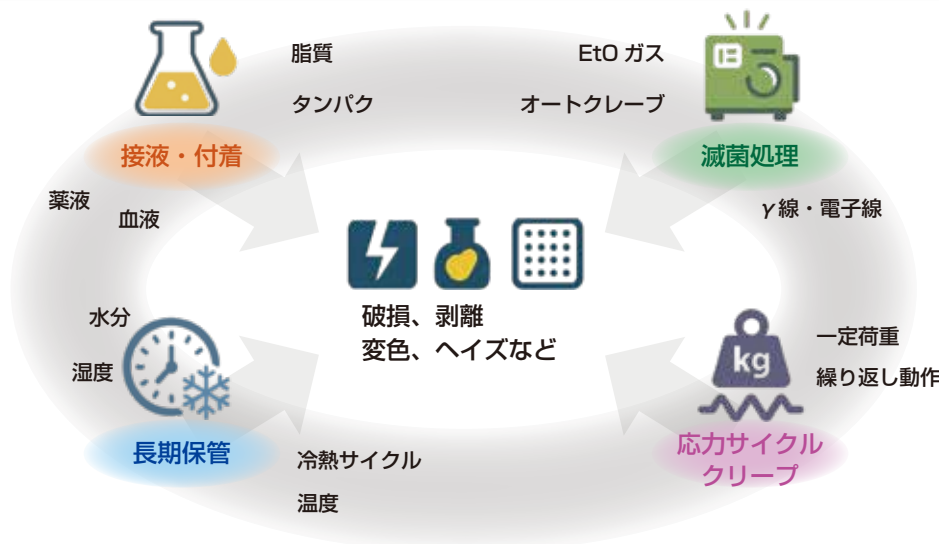 脂質
タンパク
接液・付着
薬液
血液
EtO ガス
オートクレーブ
滅菌処理
γ線・電子線
破損、剥離
変色、ヘイズなど
水分
湿度
長期保管
冷熱サイクル
温度
kg
一定荷重
繰り返し動作
応力サイクル
クリープ